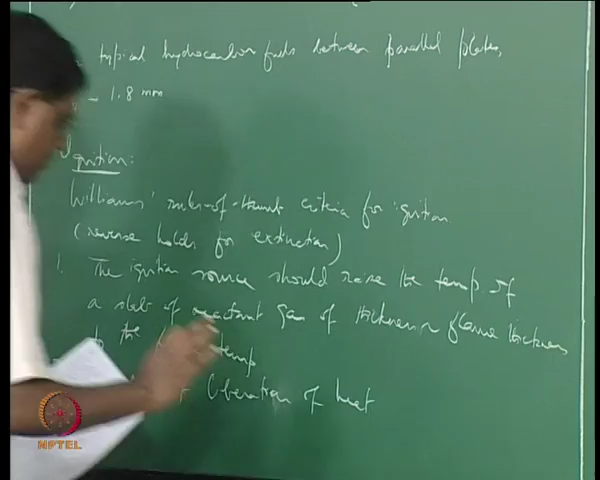 typical hydrocarbon fuels between parallel plates,
~ 1.8 mm
Ignition:
Williams' rules-of-thumb criteria for ignition
(reverse holds for extinction)
1. The ignition source should raise the temp. of
a slab of reactant gas of thickness ~ flame thickness
to the temp
liberation of heat
NPTEL